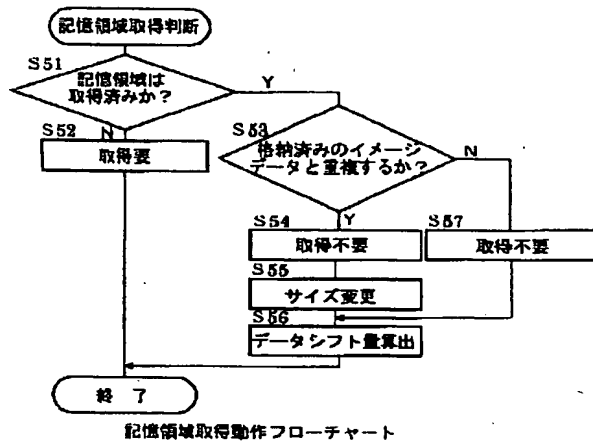 記憶領域取得判断
S51
記憶領域は
取得済みか?
Y
N
S52
取得要
S53
格納済みのイメージ
データと重複するか?
N
Y
S54
取得不要
S57
取得不要
S55
サイズ変更
S56
データシフト量算出
終了
記憶領域取得動作フローチャート